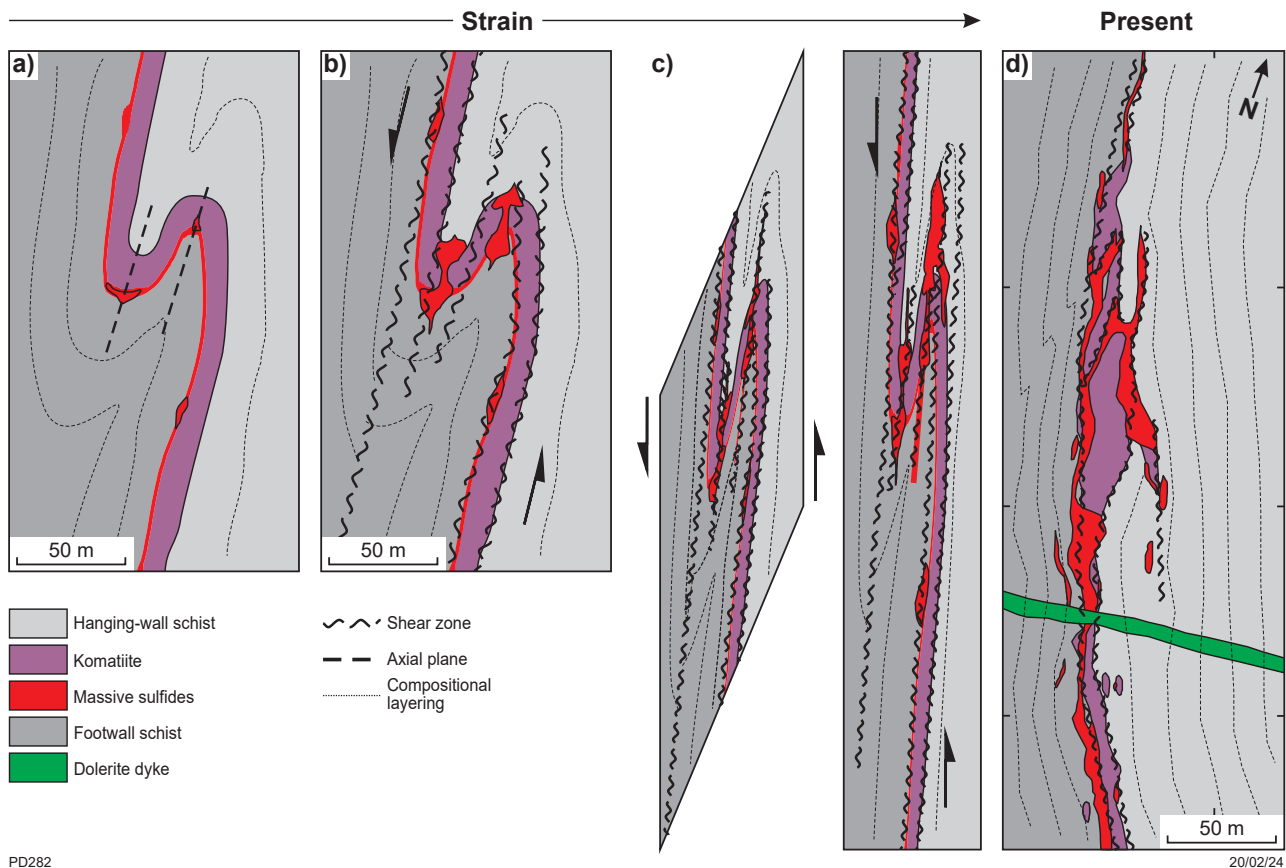 Strain
Present
a)
b)
c)
d)
N
50 m
50 m
50 m
Hanging-wall schist
Komatiite
Massive sulfides
Footwall schist
Dolerite dyke
Shear zone
Axial plane
Compositional
layering
PD282
20/02/24